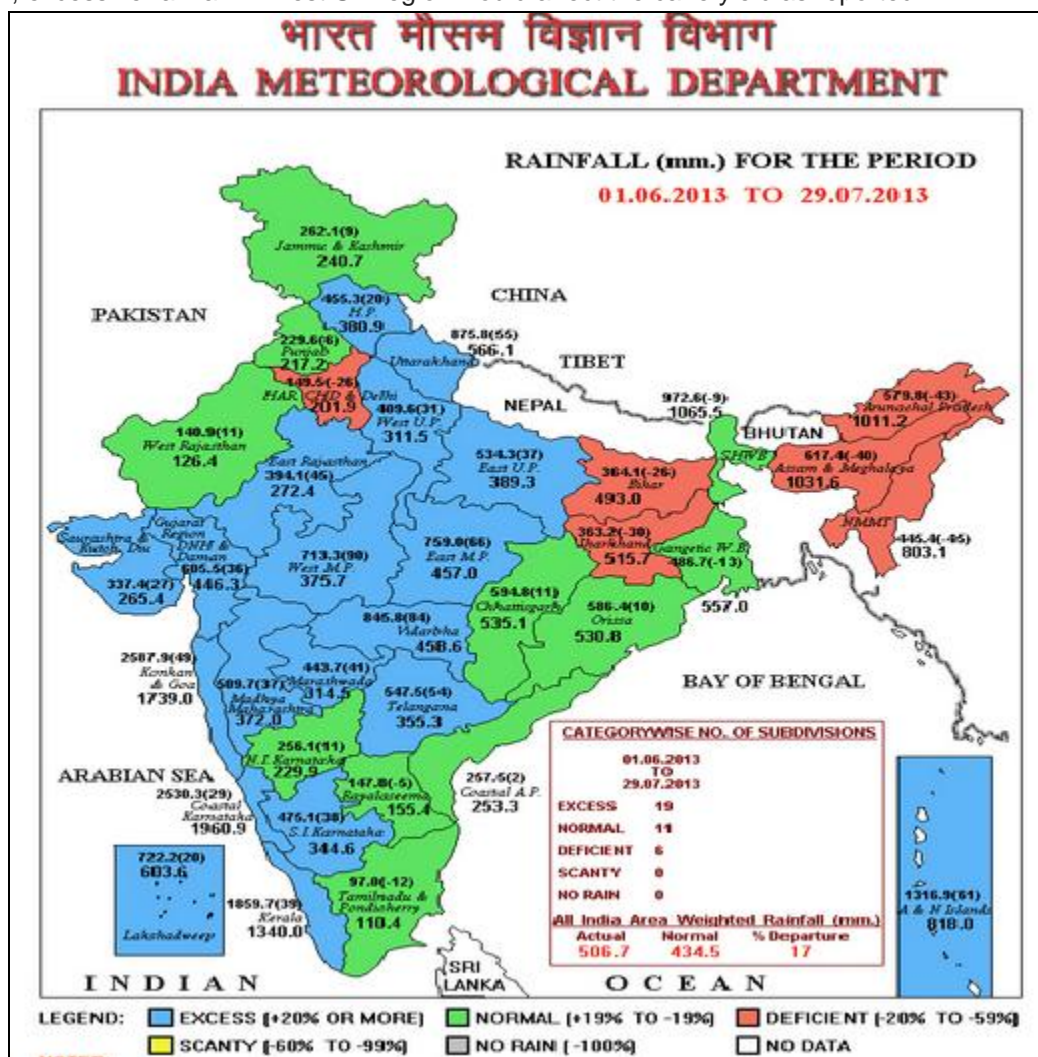 भारत मौसम विज्ञान विभाग
INDIA METEOROLOGICAL DEPARTMENT
RAINFALL (mm.) FOR THE PERIOD
01.06.2013 TO 29.07.2013
262.1(9)
Jammu & Kashmir
240.7
PAKISTAN
CHINA
455.3(20)
H.P.
380.9
229.6(6)
Punjab
217.2
875.8(55)
Uttarakhand
566.1
TIBET
149.5(-26)
HAR. CHD & Delhi
201.9
NEPAL
972.6(-9)
1065.5
SHWB
BHUTAN
579.8(-43)
Arunachal Pradesh
1011.2
140.9(11)
West Rajasthan
126.4
409.6(31)
West U.P.
311.5
534.3(37)
East U.P.
389.3
East Rajasthan
394.1(45)
272.4
364.1(-26)
Bihar
493.0
617.4(-40)
Assam & Meghalaya
1031.6
NMMT
803.1
Saurashtra &
Kutch, Diu
337.4(27)
265.4
Gujarat
Region
DNH &
Daman
605.5(36)
446.3
713.3(90)
West M.P.
375.7
759.0(66)
East M.P.
457.0
363.2(-30)
Jharkhand
515.7
Gangetic W.B.
486.7(-13)
557.0
594.8(11)
Chhattisgarh
535.1
586.4(10)
Orissa
530.8
845.8(84)
Vidarbha
458.6
2587.9(49)
Konkan
& Goa
1739.0
509.7(37)
Madhya
Maharashtra
372.0
443.7(41)
Marathwada
314.5
547.5(54)
Telangana
355.3
BAY OF BENGAL
256.1(11)
N.I. Karnataka
229.9
ARABIAN SEA
2530.3(29)
Coastal
Karnataka
1960.9
147.8(-5)
Rayalaseema
155.4
257.5(2)
Coastal A.P.
253.3
475.1(38)
S.I. Karnataka
344.6
722.2(20)
603.6
Lakshadweep
1859.7(39)
Kerala
1340.0
97.0(-12)
Tamilnadu &
Pondicherry
110.4
SRI
LANKA
1316.9(61)
A & N Islands
818.0
INDIAN OCEAN
CATEGORYWISE NO. OF SUBDIVISIONS
01.06.2013
TO
29.07.2013
EXCESS 19
NORMAL 11
DEFICIENT 6
SCANTY 0
NO RAIN 0
All India Area Weighted Rainfall (mm.)
Actual Normal % Departure
506.7 434.5 17
LEGEND: EXCESS (+20% OR MORE) NORMAL (+19% TO -19%) DEFICIENT (-20% TO -59%)
SCANTY (-60% TO -99%) NO RAIN (-100%) NO DATA